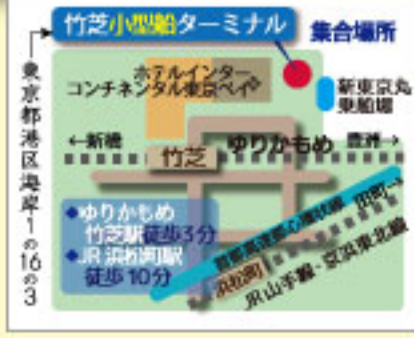 竹芝小型船ターミナル
集合場所
東京都港区海岸1の16の3
ホテルインター
コンチネンタル東京ベイ
新東京丸
乗船場
←新橋
ゆりかもめ
豊洲→
竹芝
◆ゆりかもめ
竹芝駅徒歩3分
◆JR浜松町駅
徒歩10分
首都高速都心環状線
田町→
浜松町
JR山手線・京浜東北線